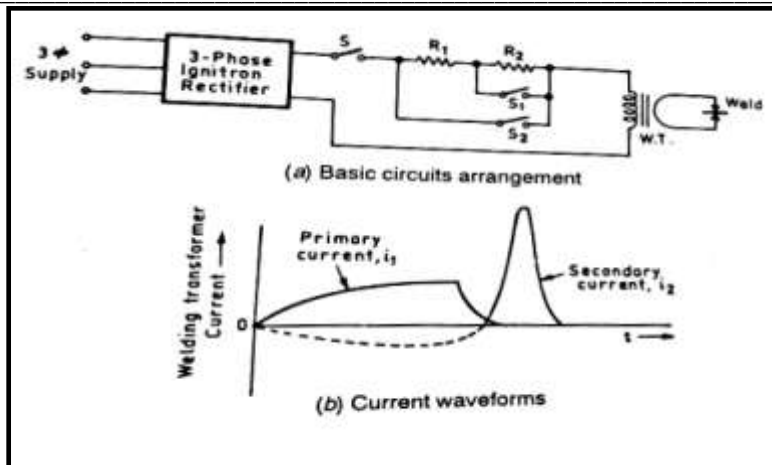 3 ϕ
Supply
3-Phase
Ignitron
Rectifier
S
R1
R2
S1
S2
W.T.
Weld
(a) Basic circuits arrangement
Welding transformer
Current
Primary
current, i1
Secondary
current, i2
0
t
(b) Current waveforms